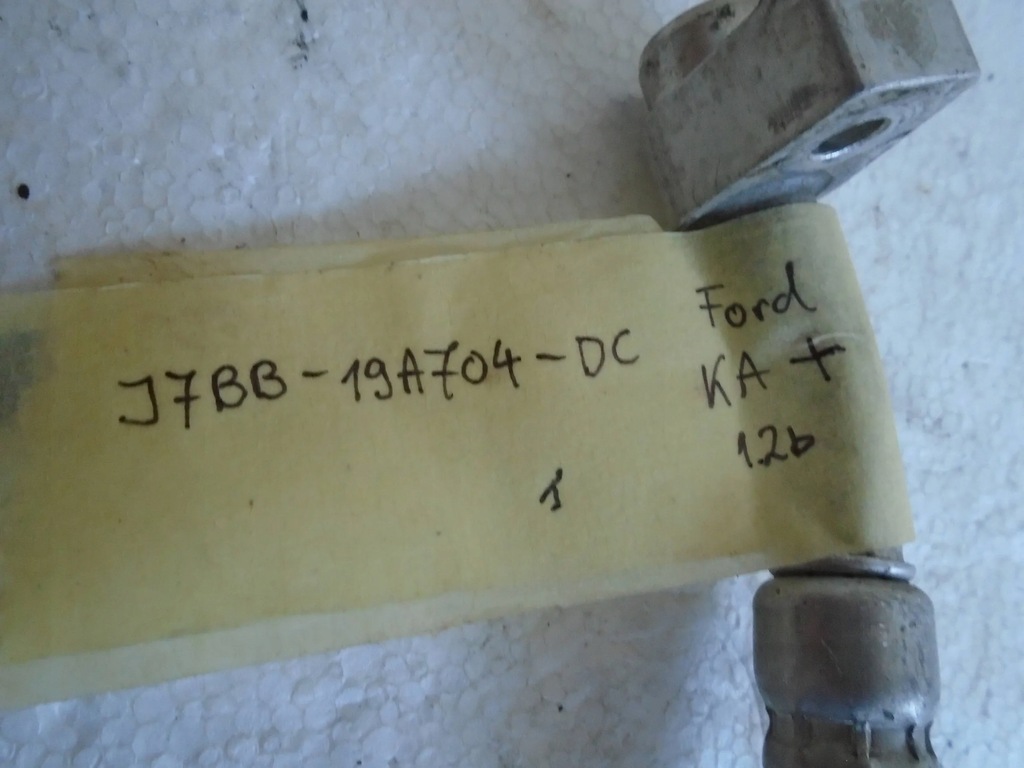 J7BB-19A704-DC
Ford
KA +
1.2b
1